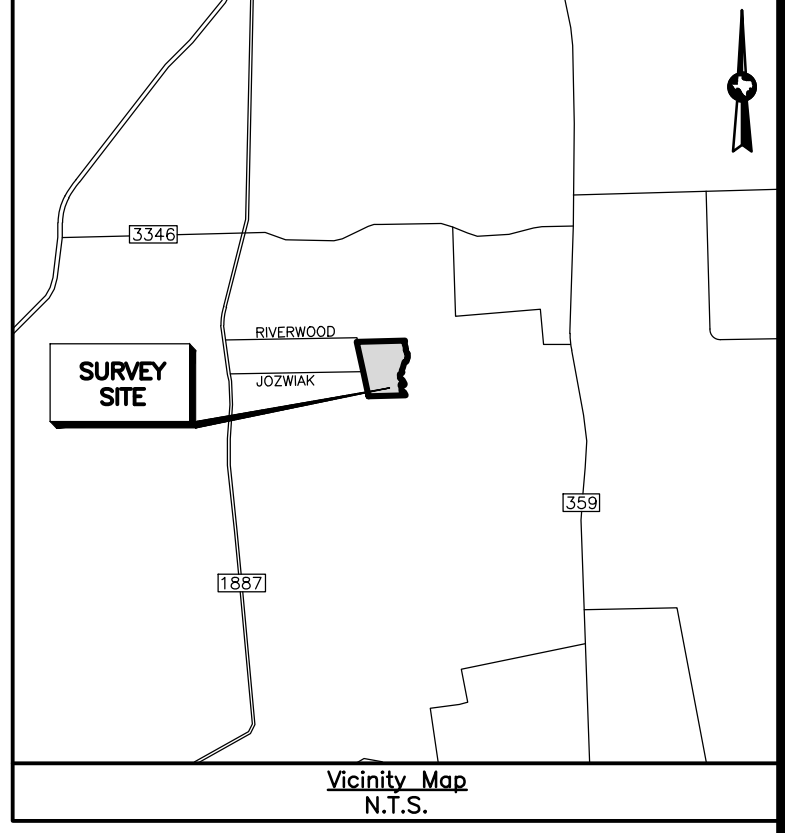 3346
RIVERWOOD
SURVEY
SITE
JOZWIAK
359
1887
Vicinity Map
N.T.S.